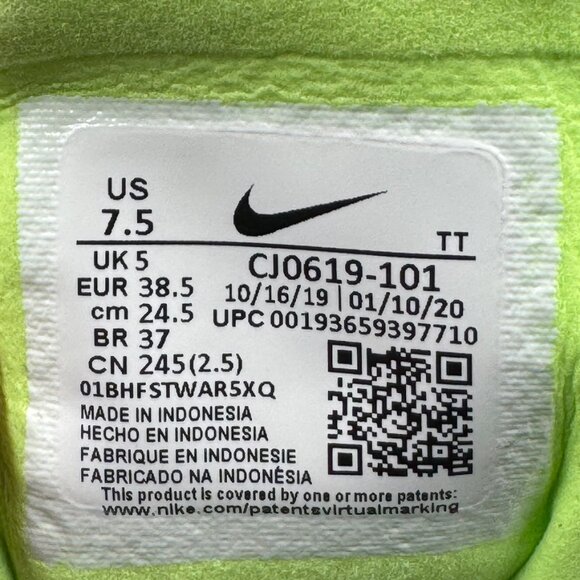 US
7.5
TT
UK 5
EUR 38.5
cm 24.5
BR 37
CN 245(2.5)
CJ0619-101
10/16/19 | 01/10/20
UPC 00193659397710
01BHFSTWAR5XQ
MADE IN INDONESIA
HECHO EN INDONESIA
FABRIQUE EN INDONESIE
FABRICADO NA INDONÉSIA
This product is covered by one or more patents:
www.nike.com/patentsvirtualmarking